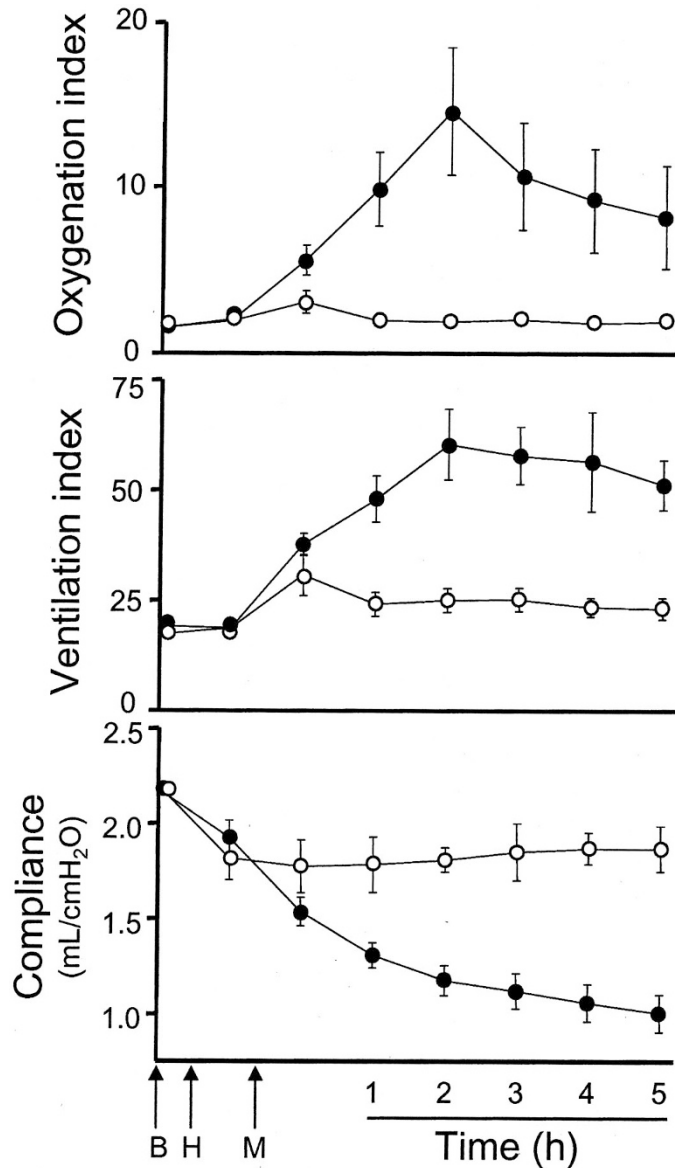 Oxygenation index
20
10
0
Ventilation index
75
50
25
0
Compliance
(mL/cmH₂O)
2.5
2.0
1.5
1.0
B H M
1 2 3 4 5
Time (h)